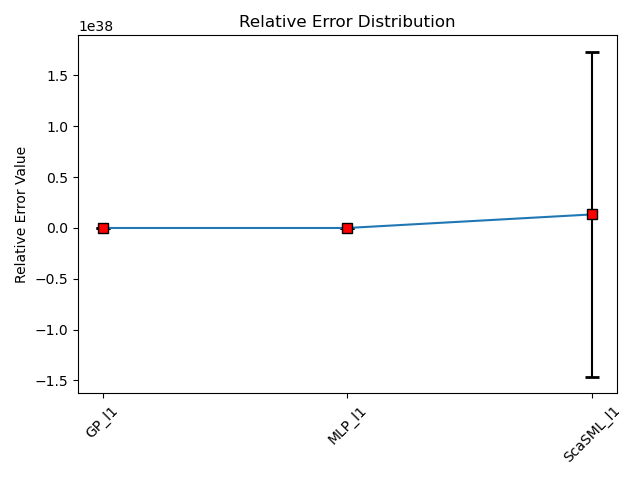 Relative Error Distribution
1e38
Relative Error Value
1.5
1.0
0.5
0.0
−0.5
−1.0
−1.5
GP_l1
MLP_l1
ScaSML_l1